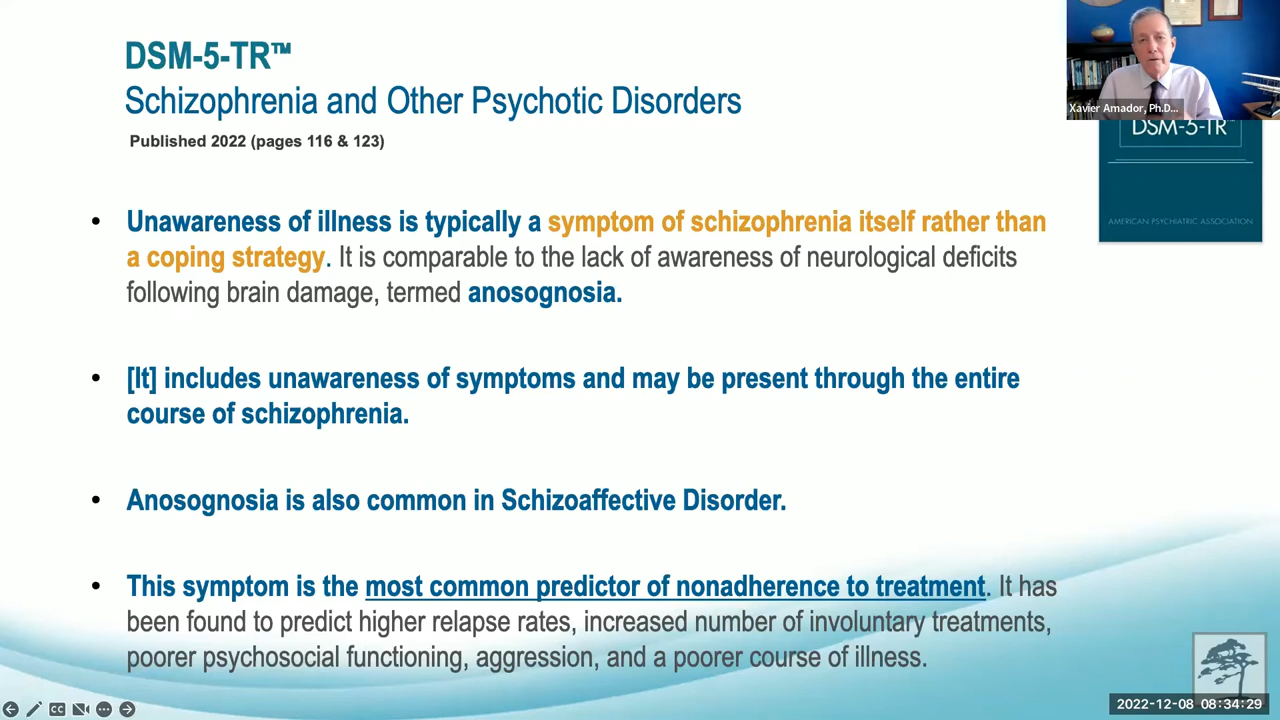 DSM-5-TR™
Schizophrenia and Other Psychotic Disorders
Published 2022 (pages 116 & 123)
Xavier Amador, Ph.D...
DSM-5-TR™
AMERICAN PSYCHIATRIC ASSOCIATION
• Unawareness of illness is typically a symptom of schizophrenia itself rather than
a coping strategy. It is comparable to the lack of awareness of neurological deficits
following brain damage, termed anosognosia.
• [It] includes unawareness of symptoms and may be present through the entire
course of schizophrenia.
• Anosognosia is also common in Schizoaffective Disorder.
• This symptom is the most common predictor of nonadherence to treatment. It has
been found to predict higher relapse rates, increased number of involuntary treatments,
poorer psychosocial functioning, aggression, and a poorer course of illness.
CC
2022-12-08 08:34:29